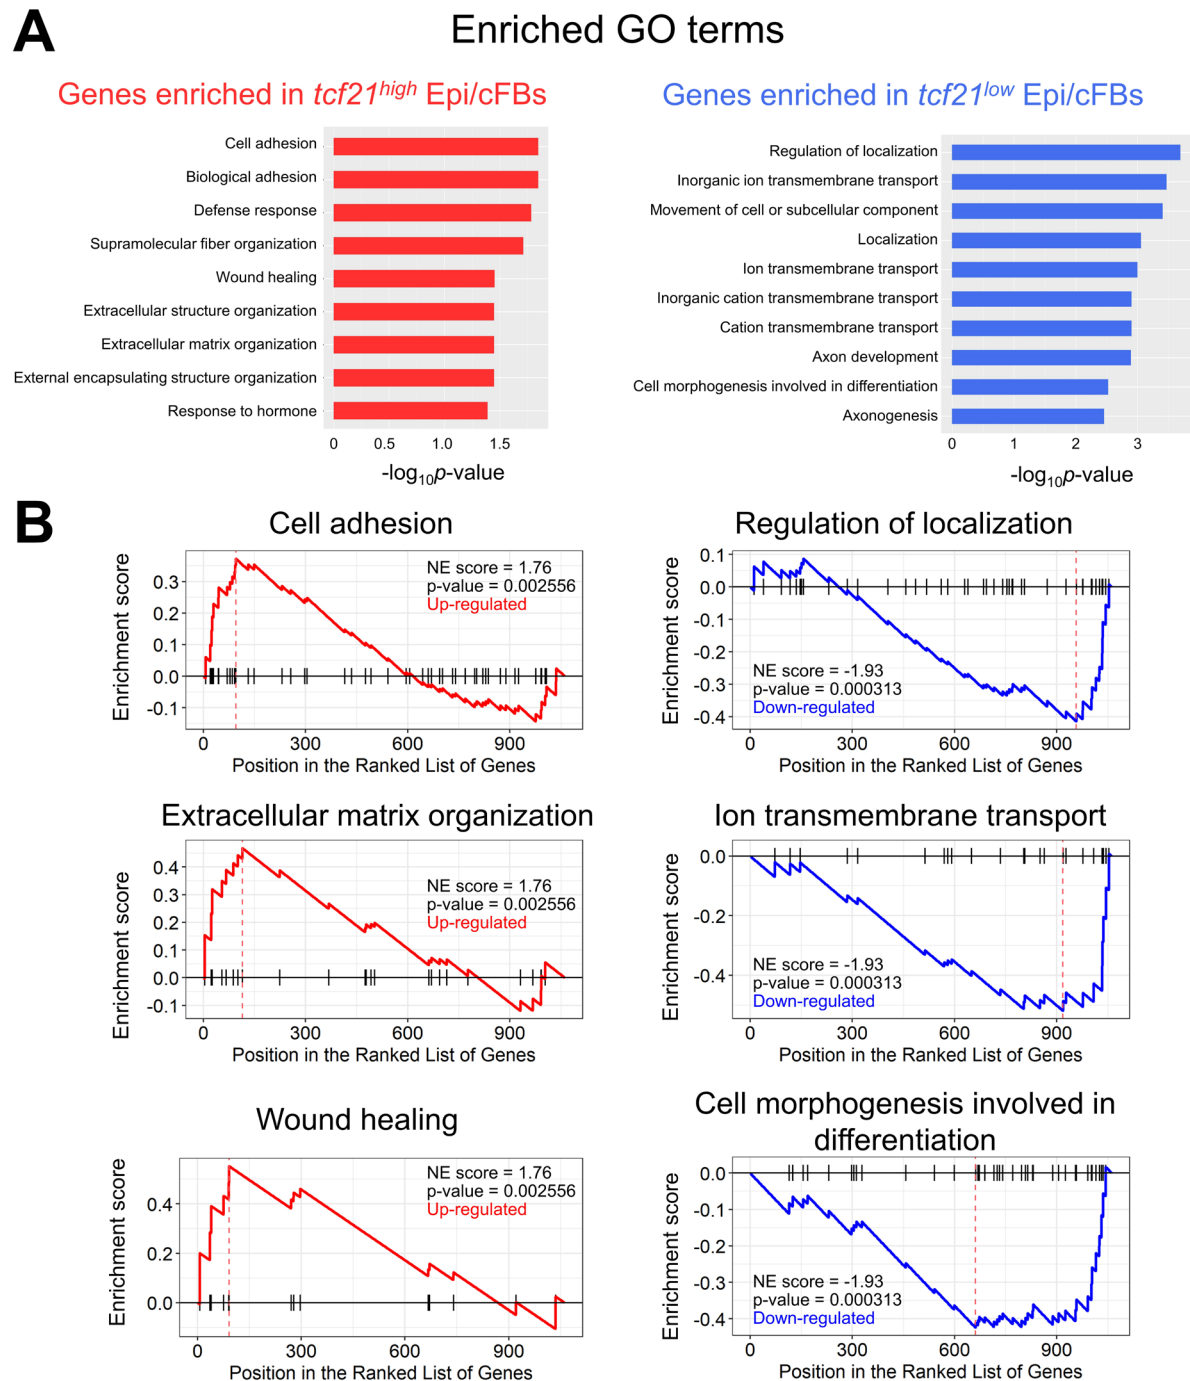 A
Enriched GO terms
Genes enriched in tcf21high Epi/cFBs
Cell adhesion
Biological adhesion
Defense response
Supramolecular fiber organization
Wound healing
Extracellular structure organization
Extracellular matrix organization
External encapsulating structure organization
Response to hormone
0 0.5 1.0 1.5
-log10p-value
Genes enriched in tcf21low Epi/cFBs
Regulation of localization
Inorganic ion transmembrane transport
Movement of cell or subcellular component
Localization
Ion transmembrane transport
Inorganic cation transmembrane transport
Cation transmembrane transport
Axon development
Cell morphogenesis involved in differentiation
Axonogenesis
0 1 2 3
-log10p-value
B
Cell adhesion
Enrichment score
0.3
0.2
0.1
0.0
-0.1
NE score = 1.76
p-value = 0.002556
Up-regulated
0 300 600 900
Position in the Ranked List of Genes
Regulation of localization
Enrichment score
0.1
0.0
-0.1
-0.2
-0.3
-0.4
NE score = -1.93
p-value = 0.000313
Down-regulated
0 300 600 900
Position in the Ranked List of Genes
Extracellular matrix organization
Enrichment score
0.4
0.3
0.2
0.1
0.0
-0.1
NE score = 1.76
p-value = 0.002556
Up-regulated
0 300 600 900
Position in the Ranked List of Genes
Ion transmembrane transport
Enrichment score
0.0
-0.2
-0.4
NE score = -1.93
p-value = 0.000313
Down-regulated
0 300 600 900
Position in the Ranked List of Genes
Wound healing
Enrichment score
0.4
0.2
0.0
NE score = 1.76
p-value = 0.002556
Up-regulated
0 300 600 900
Position in the Ranked List of Genes
Cell morphogenesis involved in
differentiation
Enrichment score
0.0
-0.1
-0.2
-0.3
-0.4
NE score = -1.93
p-value = 0.000313
Down-regulated
0 300 600 900
Position in the Ranked List of Genes